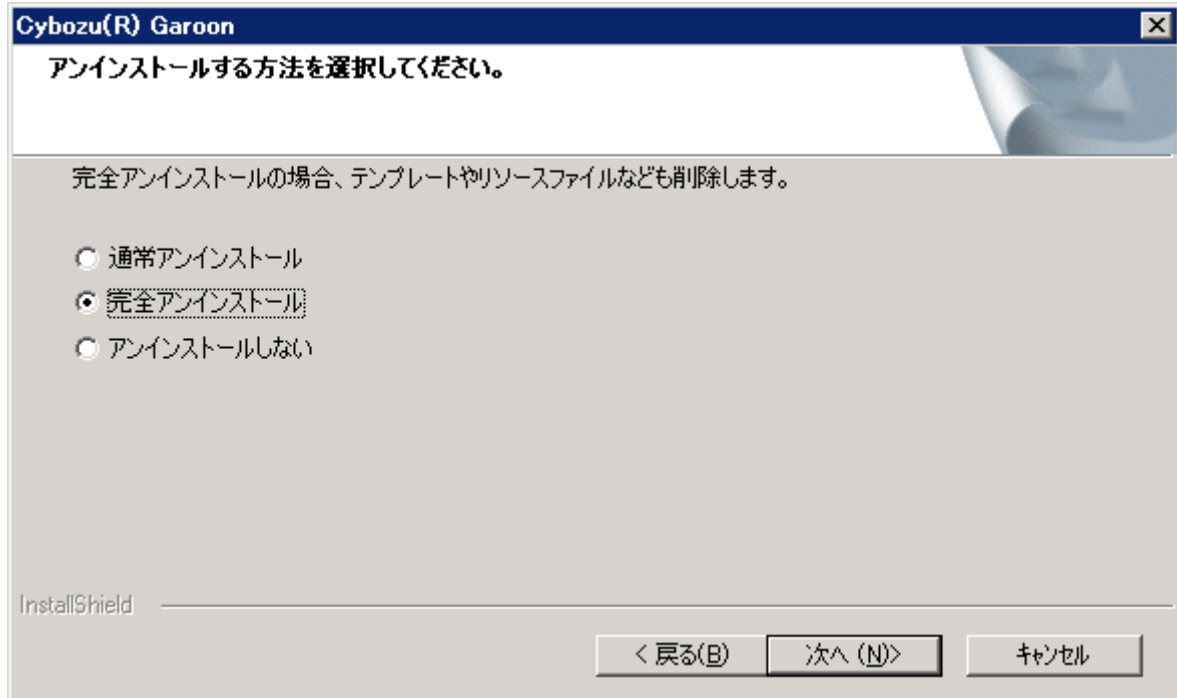 Cybozu(R) Garoon
アンインストールする方法を選択してください。
完全アンインストールの場合、テンプレートやリソースファイルなども削除します。
通常アンインストール
完全アンインストール
アンインストールしない
InstallShield
< 戻る(B)
次へ (N)>
キャンセル